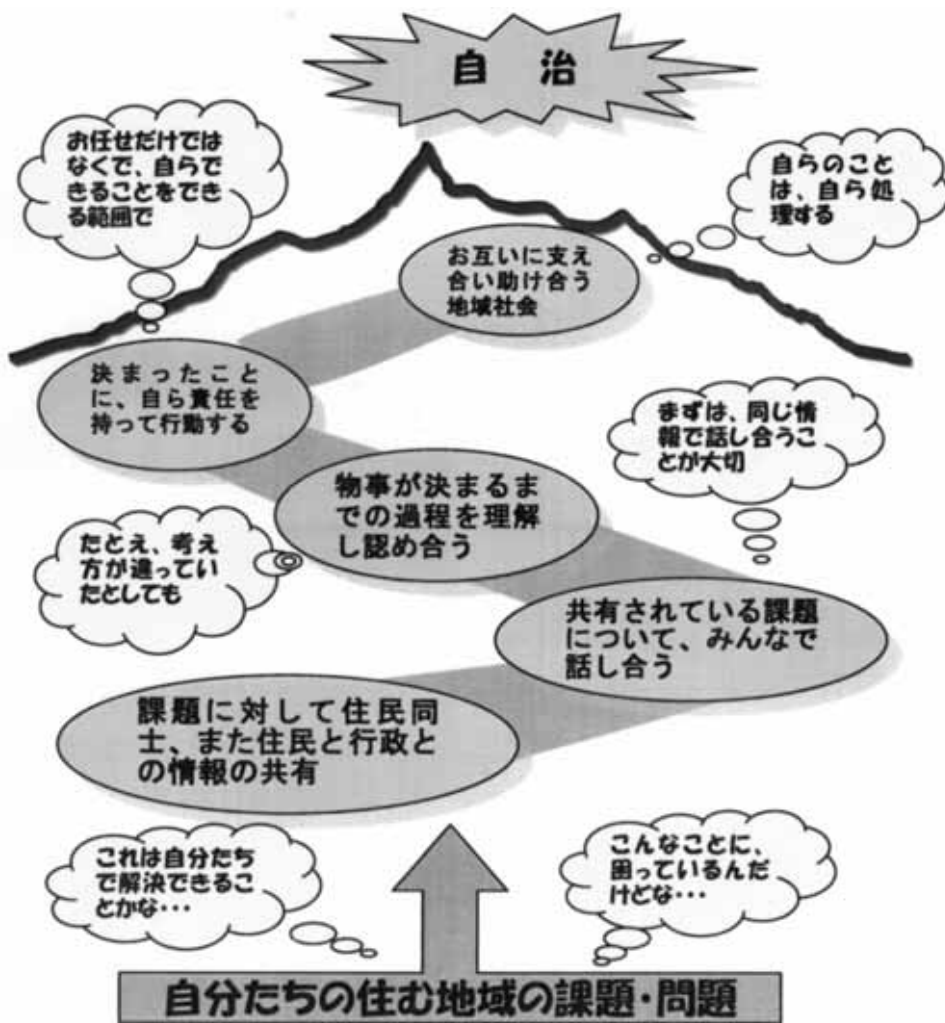 自 治
お任せだけでは
なくで、自らで
きることをでき
る範囲で
自らのこと
は、自ら処
理する
お互いに支え
合い助け合う
地域社会
決まったこと
に、自ら責任を
持って行動する
まずは、同じ情
報で話し合うこ
とが大切
物事が決まるま
での過程を理解
し認め合う
たとえ、考え
方が違ってい
たとしても
共有されている課題
について、みんなで
話し合う
課題に対して住民同
士、また住民と行政と
の情報の共有
これは自分たち
で解決できるこ
とかな・・・
こんなことに、
困っているんだ
けどな・・・
自分たちの住む地域の課題・問題